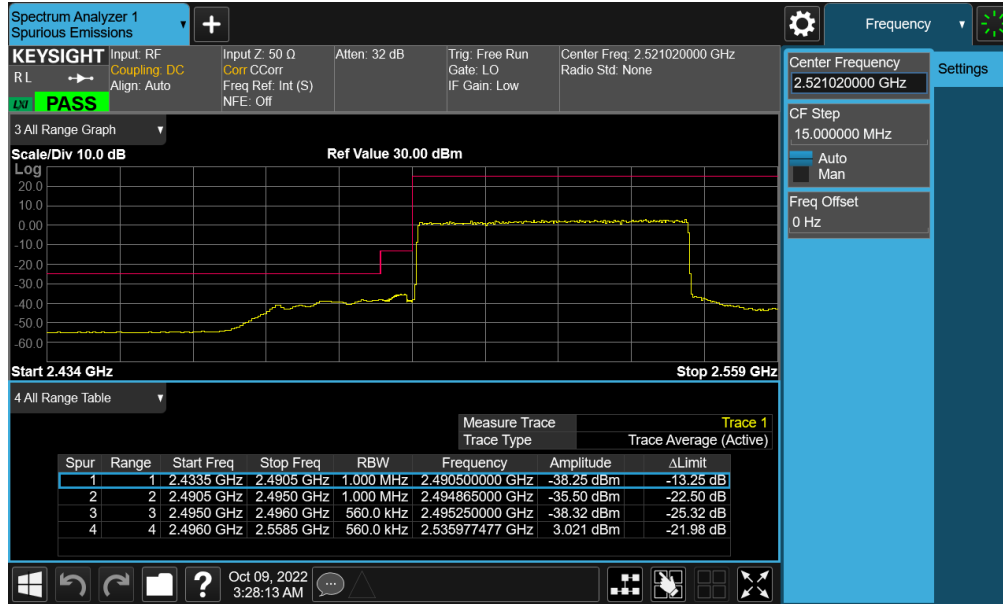 Spectrum Analyzer 1
Spurious Emissions
Frequency
KEYSIGHT
R L
LXI
PASS
Input: RF
Coupling: DC
Align: Auto
Input Z: 50 Ω
Corr CCorr
Freq Ref: Int (S)
NFE: Off
Atten: 32 dB
Trig: Free Run
Gate: LO
IF Gain: Low
Center Freq: 2.521020000 GHz
Radio Std: None
Center Frequency
2.521020000 GHz
Settings
CF Step
15.000000 MHz
Auto
Man
Freq Offset
0 Hz
3 All Range Graph
Scale/Div 10.0 dB
Ref Value 30.00 dBm
Log
20.0
10.0
0.00
-10.0
-20.0
-30.0
-40.0
-50.0
-60.0
Start 2.434 GHz
Stop 2.559 GHz
4 All Range Table
Measure Trace Trace 1
Trace Type Trace Average (Active)
Spur Range Start Freq Stop Freq RBW Frequency Amplitude ΔLimit
1 1 2.4335 GHz 2.4905 GHz 1.000 MHz 2.490500000 GHz -38.25 dBm -13.25 dB
2 2 2.4905 GHz 2.4950 GHz 1.000 MHz 2.494865000 GHz -35.50 dBm -22.50 dB
3 3 2.4950 GHz 2.4960 GHz 560.0 kHz 2.495250000 GHz -38.32 dBm -25.32 dB
4 4 2.4960 GHz 2.5585 GHz 560.0 kHz 2.535977477 GHz 3.021 dBm -21.98 dB
?
Oct 09, 2022
3:28:13 AM